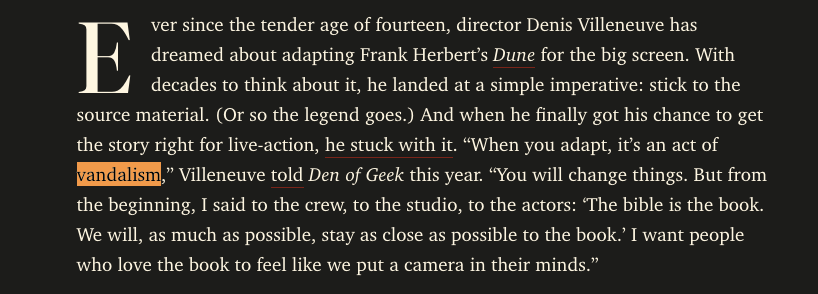 Ever since the tender age of fourteen, director Denis Villeneuve has
dreamed about adapting Frank Herbert’s Dune for the big screen. With
decades to think about it, he landed at a simple imperative: stick to the
source material. (Or so the legend goes.) And when he finally got his chance to get
the story right for live-action, he stuck with it. “When you adapt, it’s an act of
vandalism,” Villeneuve told Den of Geek this year. “You will change things. But from
the beginning, I said to the crew, to the studio, to the actors: ‘The bible is the book.
We will, as much as possible, stay as close as possible to the book.’ I want people
who love the book to feel like we put a camera in their minds.”